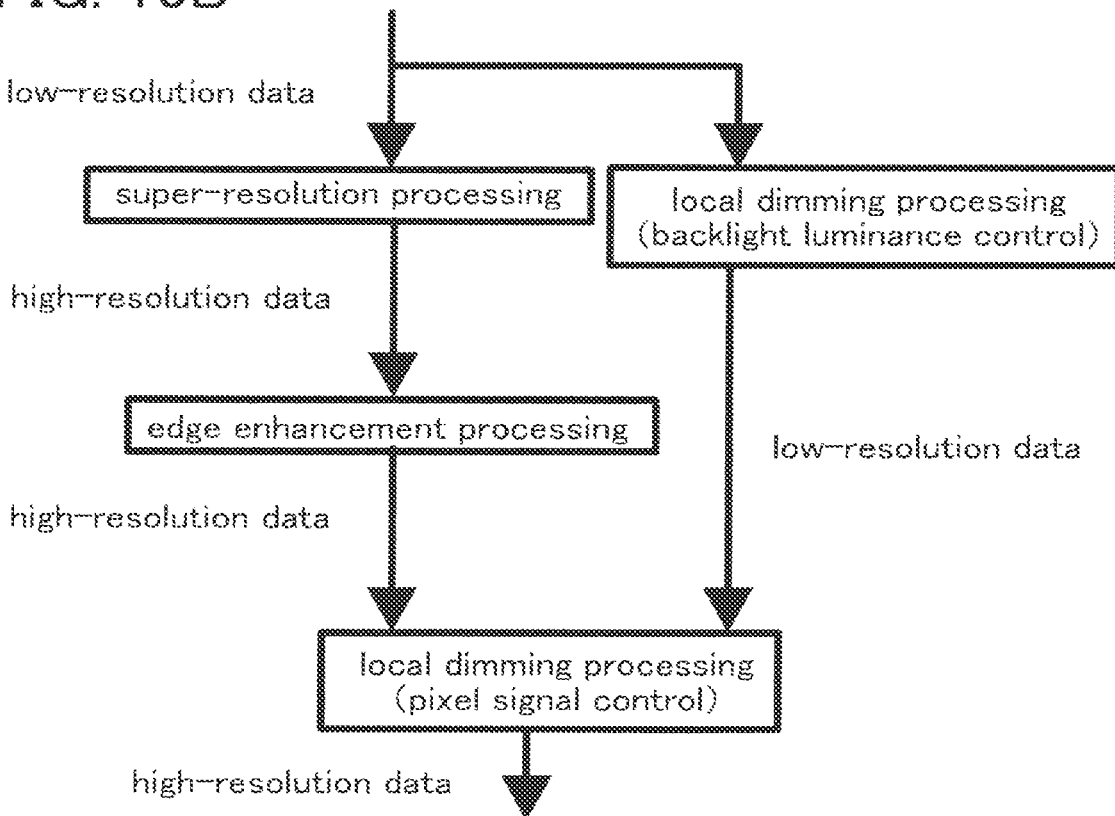 low-resolution data
super-resolution processing
local dimming processing
(backlight luminance control)
high-resolution data
edge enhancement processing
low-resolution data
high-resolution data
local dimming processing
(pixel signal control)
high-resolution data